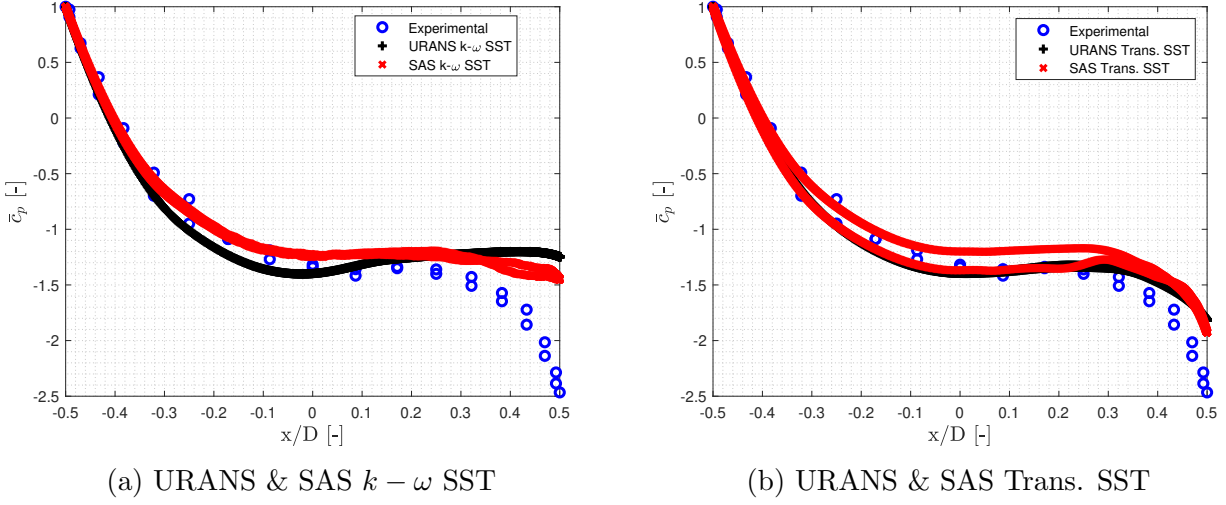 1
0.5
0
-0.5
-1
-1.5
-2
-2.5
c̄ₚ [-]
-0.5 -0.4 -0.3 -0.2 -0.1 0 0.1 0.2 0.3 0.4 0.5
x/D [-]
Experimental
URANS k-ω SST
SAS k-ω SST
(a) URANS & SAS k − ω SST
1
0.5
0
-0.5
-1
-1.5
-2
-2.5
c̄ₚ [-]
-0.5 -0.4 -0.3 -0.2 -0.1 0 0.1 0.2 0.3 0.4 0.5
x/D [-]
Experimental
URANS Trans. SST
SAS Trans. SST
(b) URANS & SAS Trans. SST